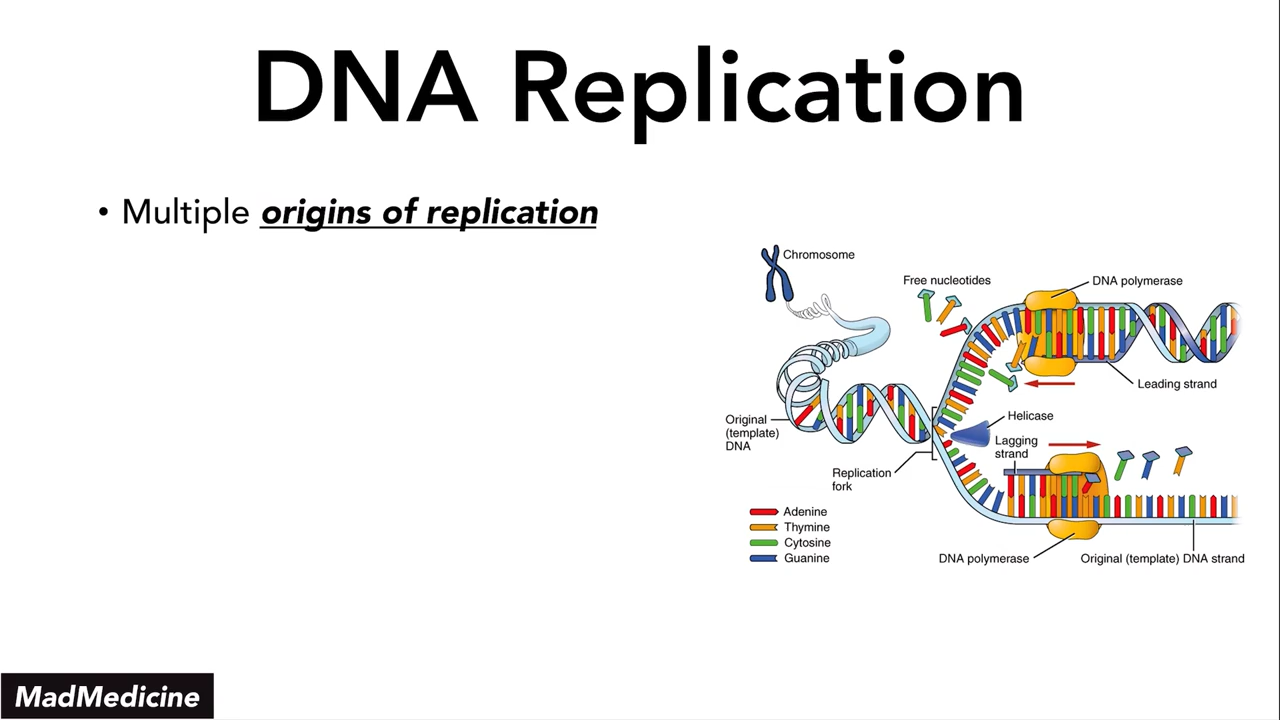 DNA Replication
• Multiple origins of replication
Chromosome
Free nucleotides
DNA polymerase
Leading strand
Helicase
Original
(template)
DNA
Lagging
strand
Replication
fork
Adenine
Thymine
Cytosine
Guanine
DNA polymerase
Original (template) DNA strand
MadMedicine